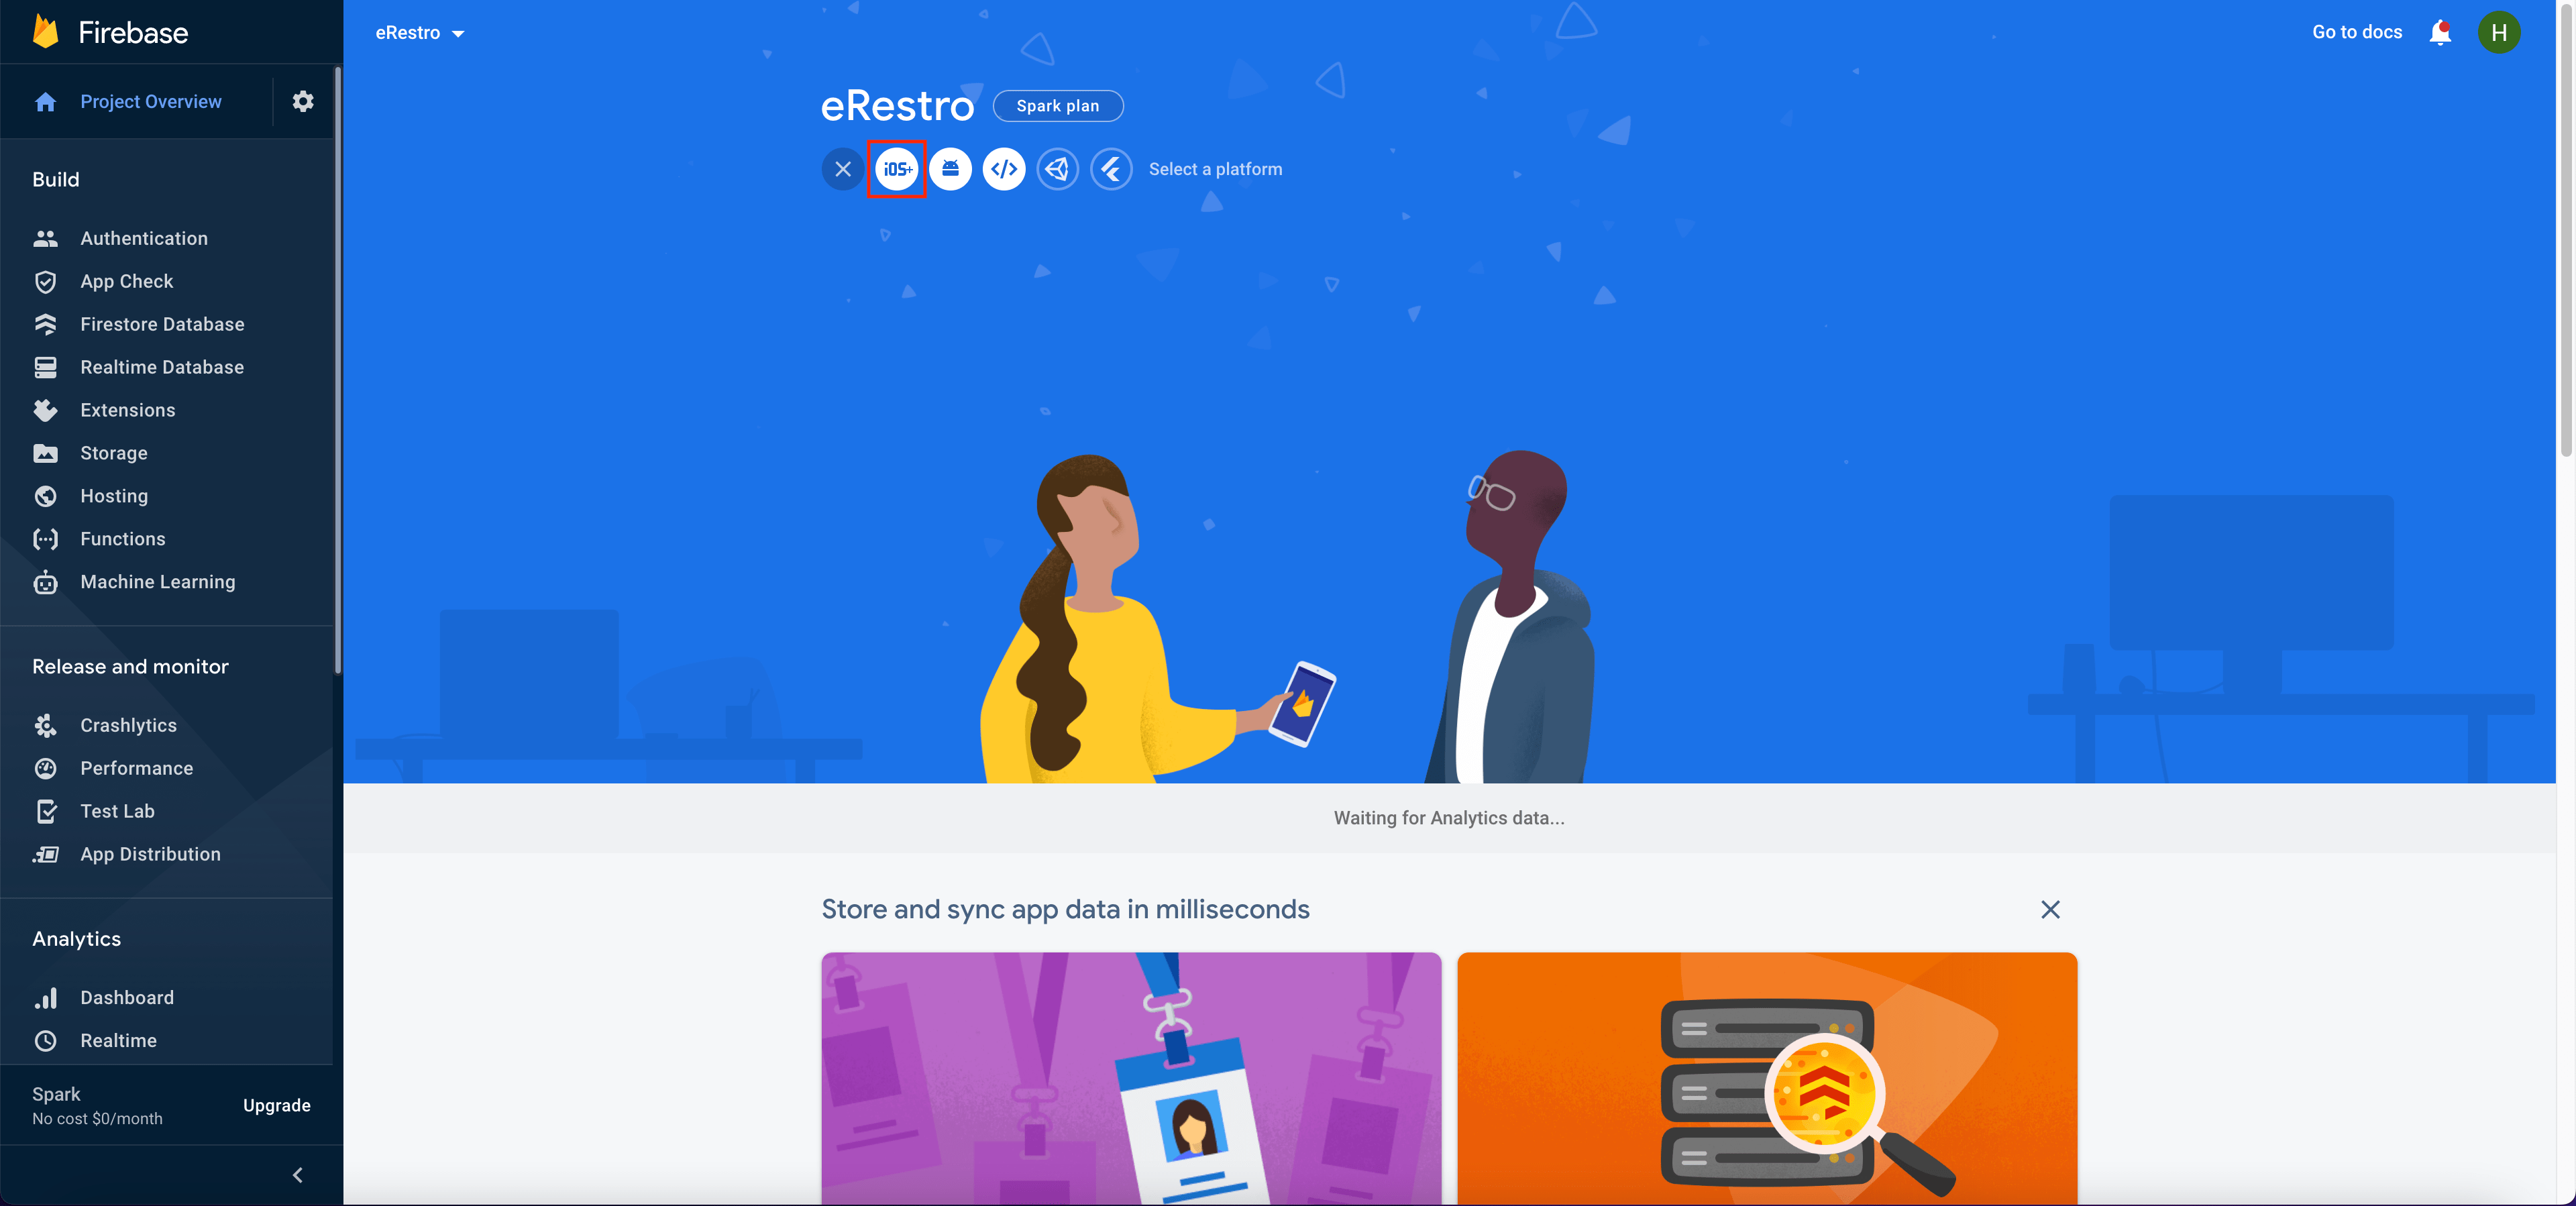 Firebase
Project Overview
Build
Authentication
App Check
Firestore Database
Realtime Database
Extensions
Storage
Hosting
Functions
Machine Learning
Release and monitor
Crashlytics
Performance
Test Lab
App Distribution
Analytics
Dashboard
Realtime
Spark
No cost $0/month
Upgrade
eRestro
Go to docs
H
eRestro
Spark plan
iOS+
</>
Select a platform
Waiting for Analytics data...
Store and sync app data in milliseconds